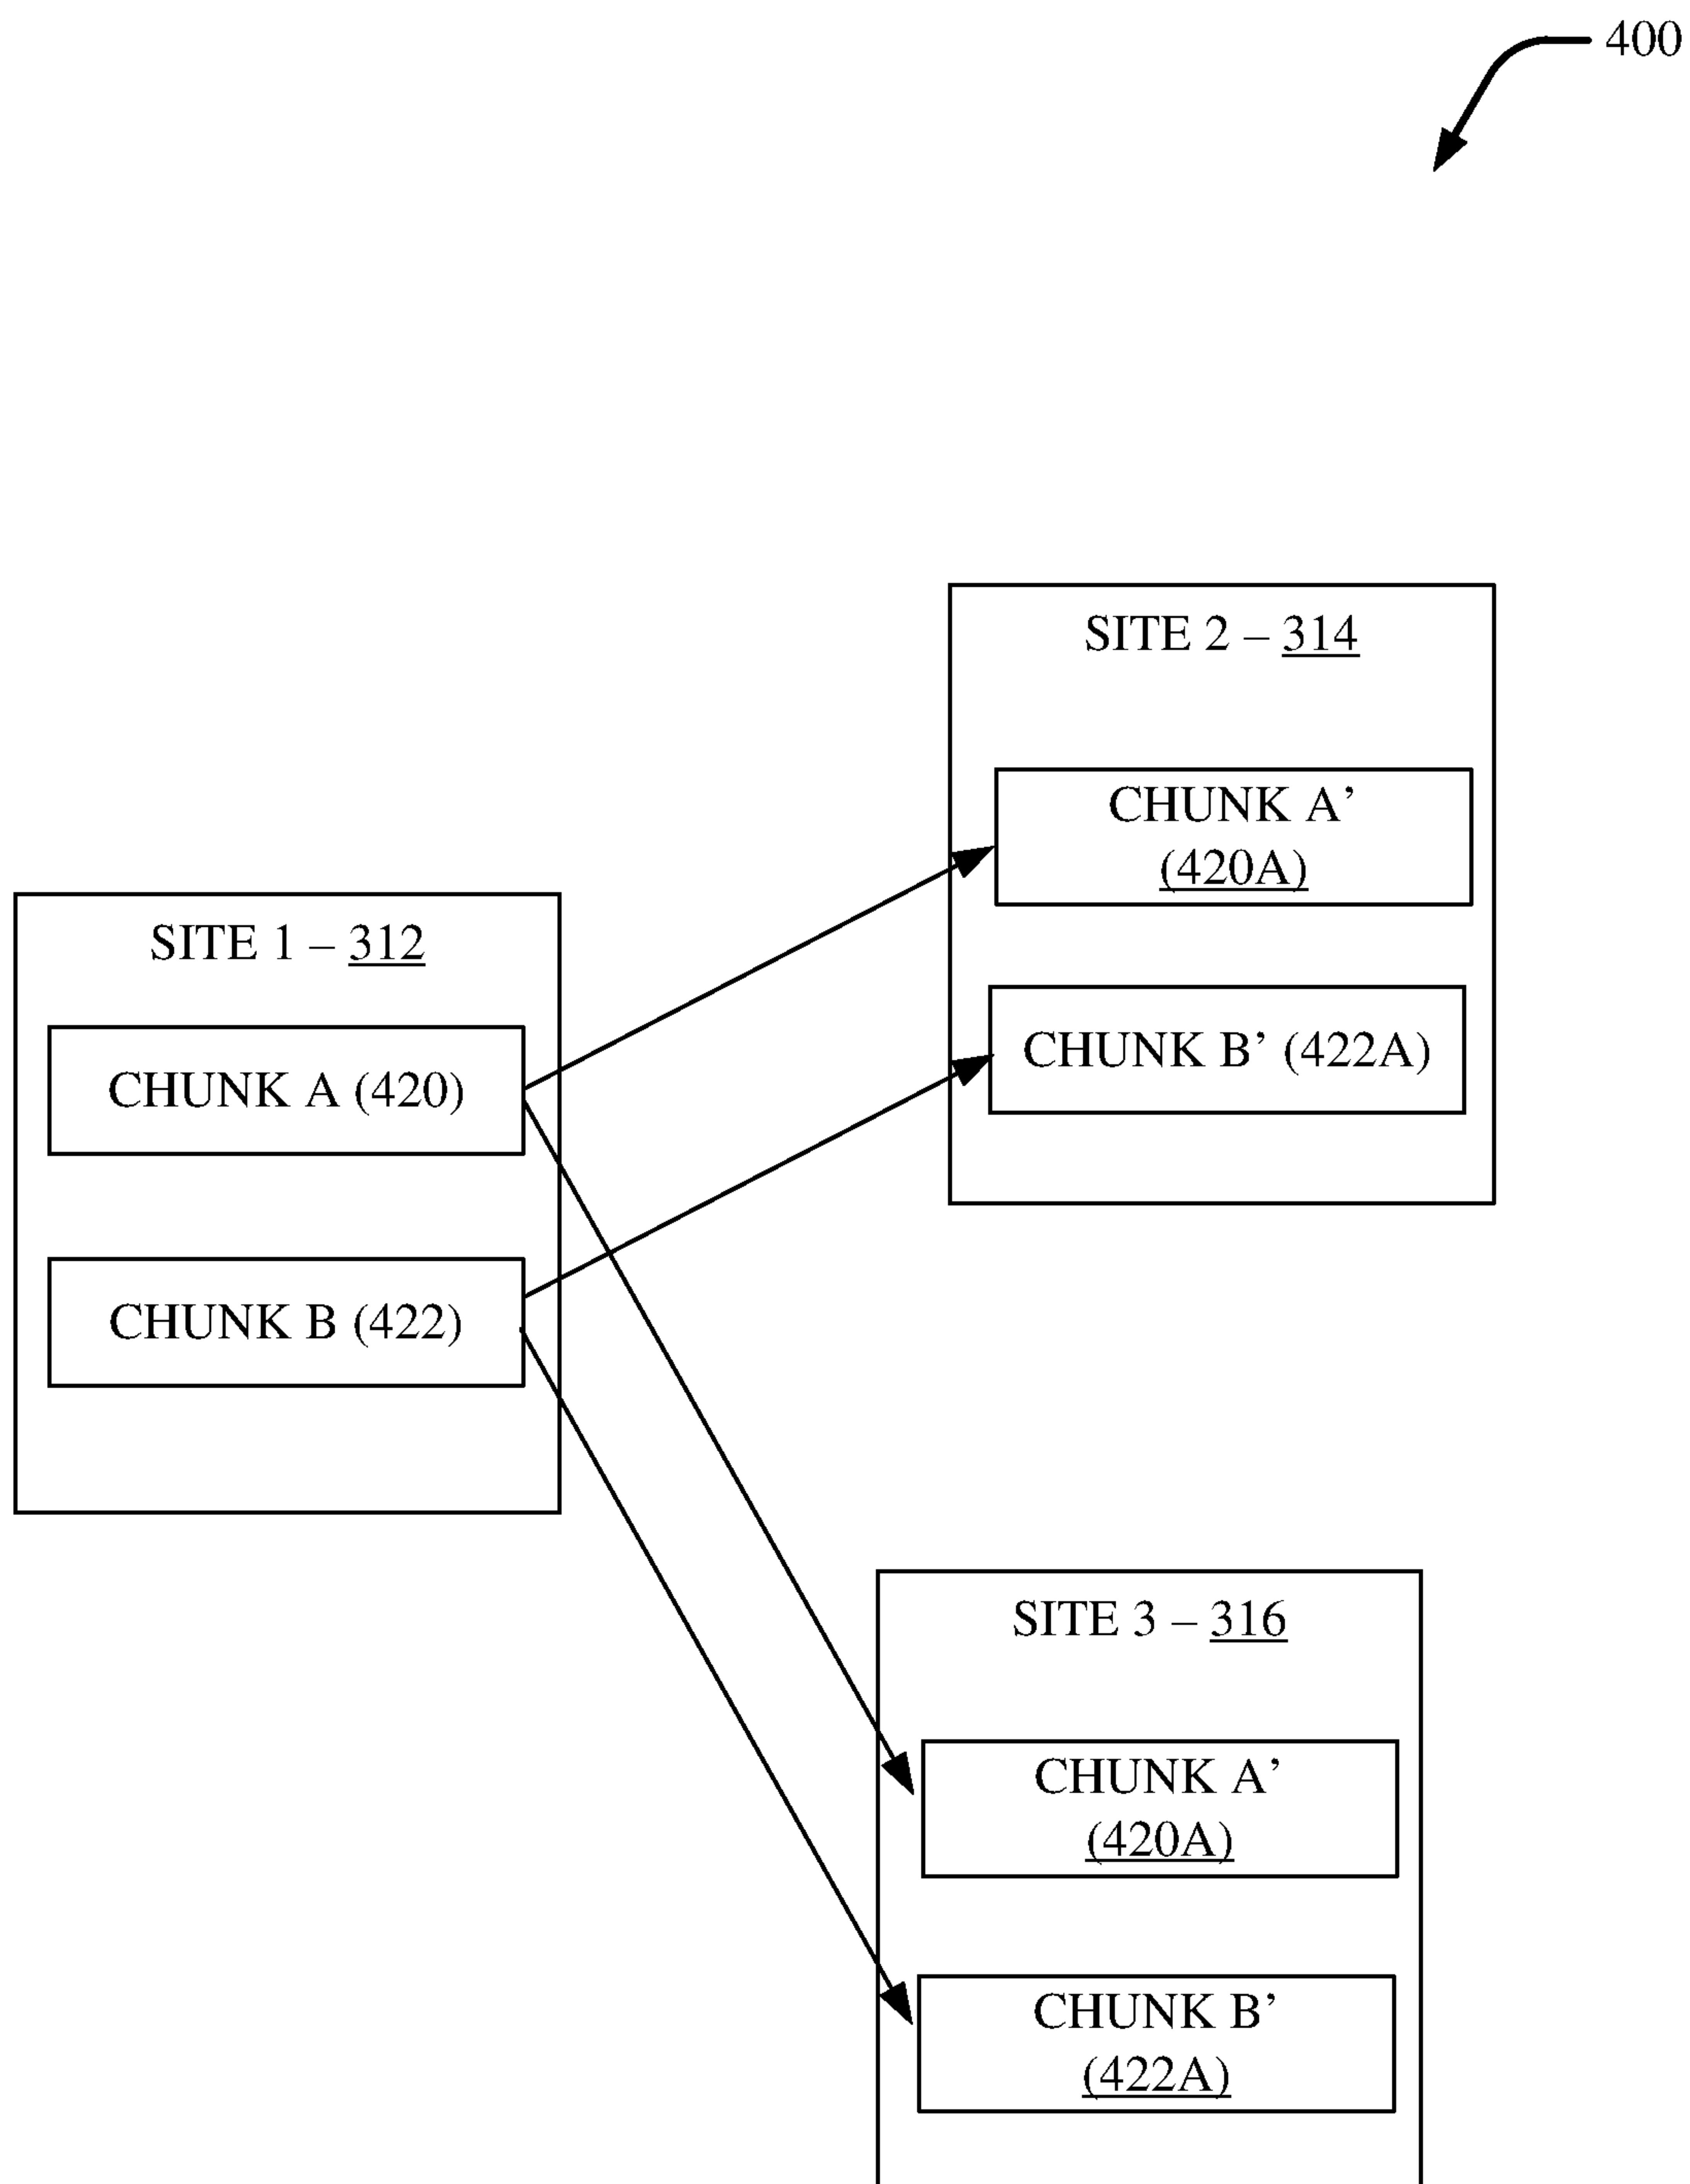 400
SITE 2 – 314
CHUNK A’
(420A)
CHUNK B’ (422A)
SITE 1 – 312
CHUNK A (420)
CHUNK B (422)
SITE 3 – 316
CHUNK A’
(420A)
CHUNK B’
(422A)